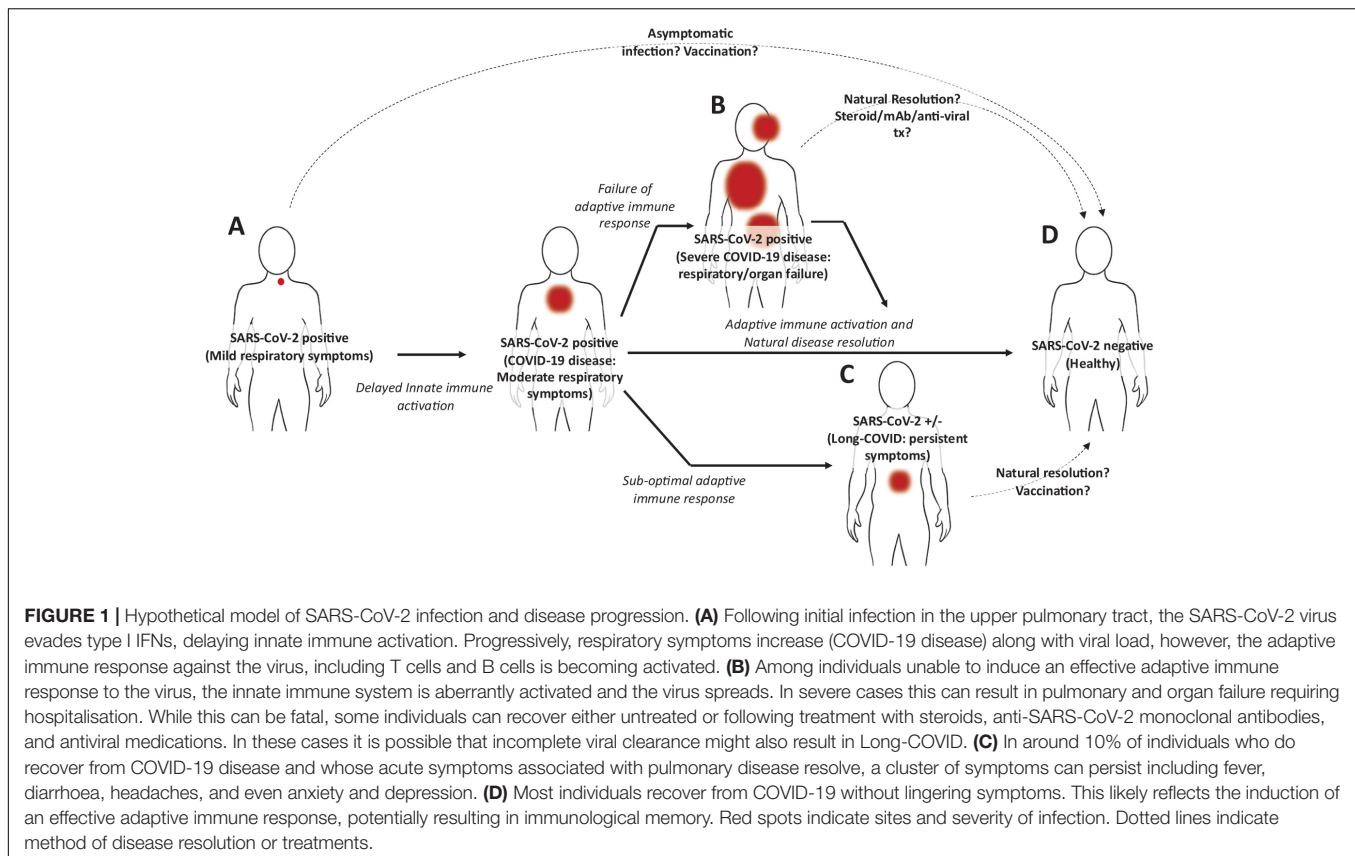 Asymptomatic
infection? Vaccination?
B
Natural Resolution?
Steroid/mAb/anti-viral
tx?
Failure of
adaptive immune
response
A
D
SARS-CoV-2 positive
(Severe COVID-19 disease:
respiratory/organ failure)
SARS-CoV-2 positive
(Mild respiratory symptoms)
Delayed Innate immune
activation
SARS-CoV-2 positive
(COVID-19 disease:
Moderate respiratory
symptoms)
Adaptive immune activation and
Natural disease resolution
SARS-CoV-2 negative
(Healthy)
C
SARS-CoV-2 +/-
(Long-COVID: persistent
symptoms)
Sub-optimal adaptive
immune response
Natural resolution?
Vaccination?
FIGURE 1 | Hypothetical model of SARS-CoV-2 infection and disease progression. (A) Following initial infection in the upper pulmonary tract, the SARS-CoV-2 virus
evades type I IFNs, delaying innate immune activation. Progressively, respiratory symptoms increase (COVID-19 disease) along with viral load, however, the adaptive
immune response against the virus, including T cells and B cells is becoming activated. (B) Among individuals unable to induce an effective adaptive immune
response to the virus, the innate immune system is aberrantly activated and the virus spreads. In severe cases this can result in pulmonary and organ failure requiring
hospitalisation. While this can be fatal, some individuals can recover either untreated or following treatment with steroids, anti-SARS-CoV-2 monoclonal antibodies,
and antiviral medications. In these cases it is possible that incomplete viral clearance might also result in Long-COVID. (C) In around 10% of individuals who do
recover from COVID-19 disease and whose acute symptoms associated with pulmonary disease resolve, a cluster of symptoms can persist including fever,
diarrhoea, headaches, and even anxiety and depression. (D) Most individuals recover from COVID-19 without lingering symptoms. This likely reflects the induction of
an effective adaptive immune response, potentially resulting in immunological memory. Red spots indicate sites and severity of infection. Dotted lines indicate
method of disease resolution or treatments.